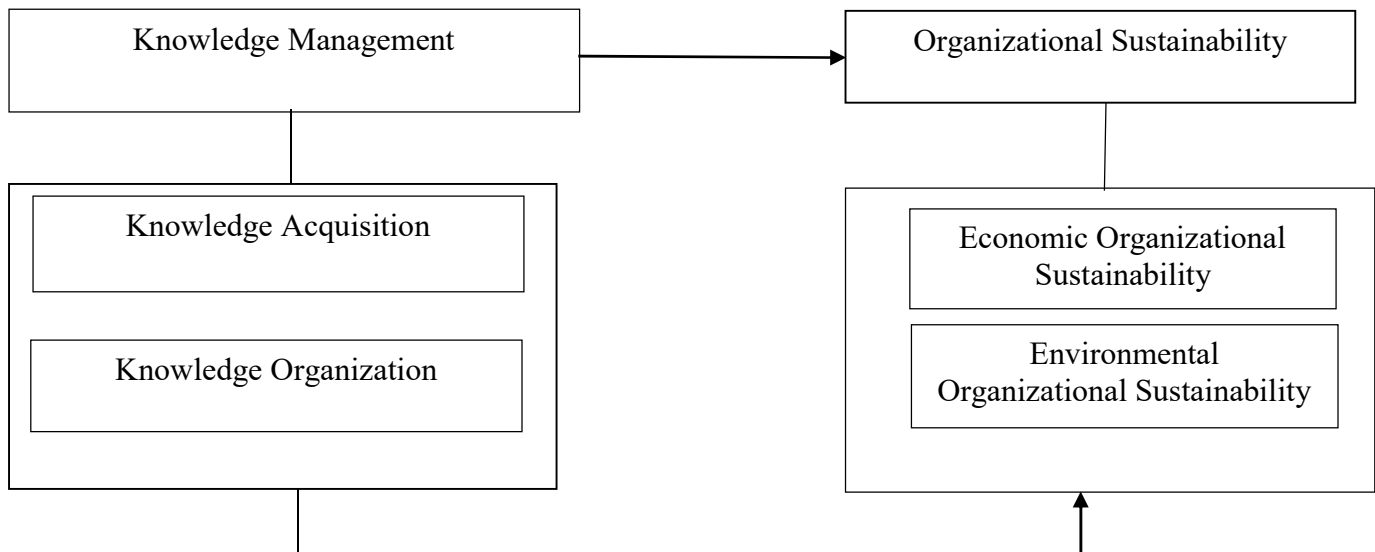 Knowledge Management
Organizational Sustainability
Knowledge Acquisition
Knowledge Organization
Economic Organizational
Sustainability
Environmental
Organizational Sustainability